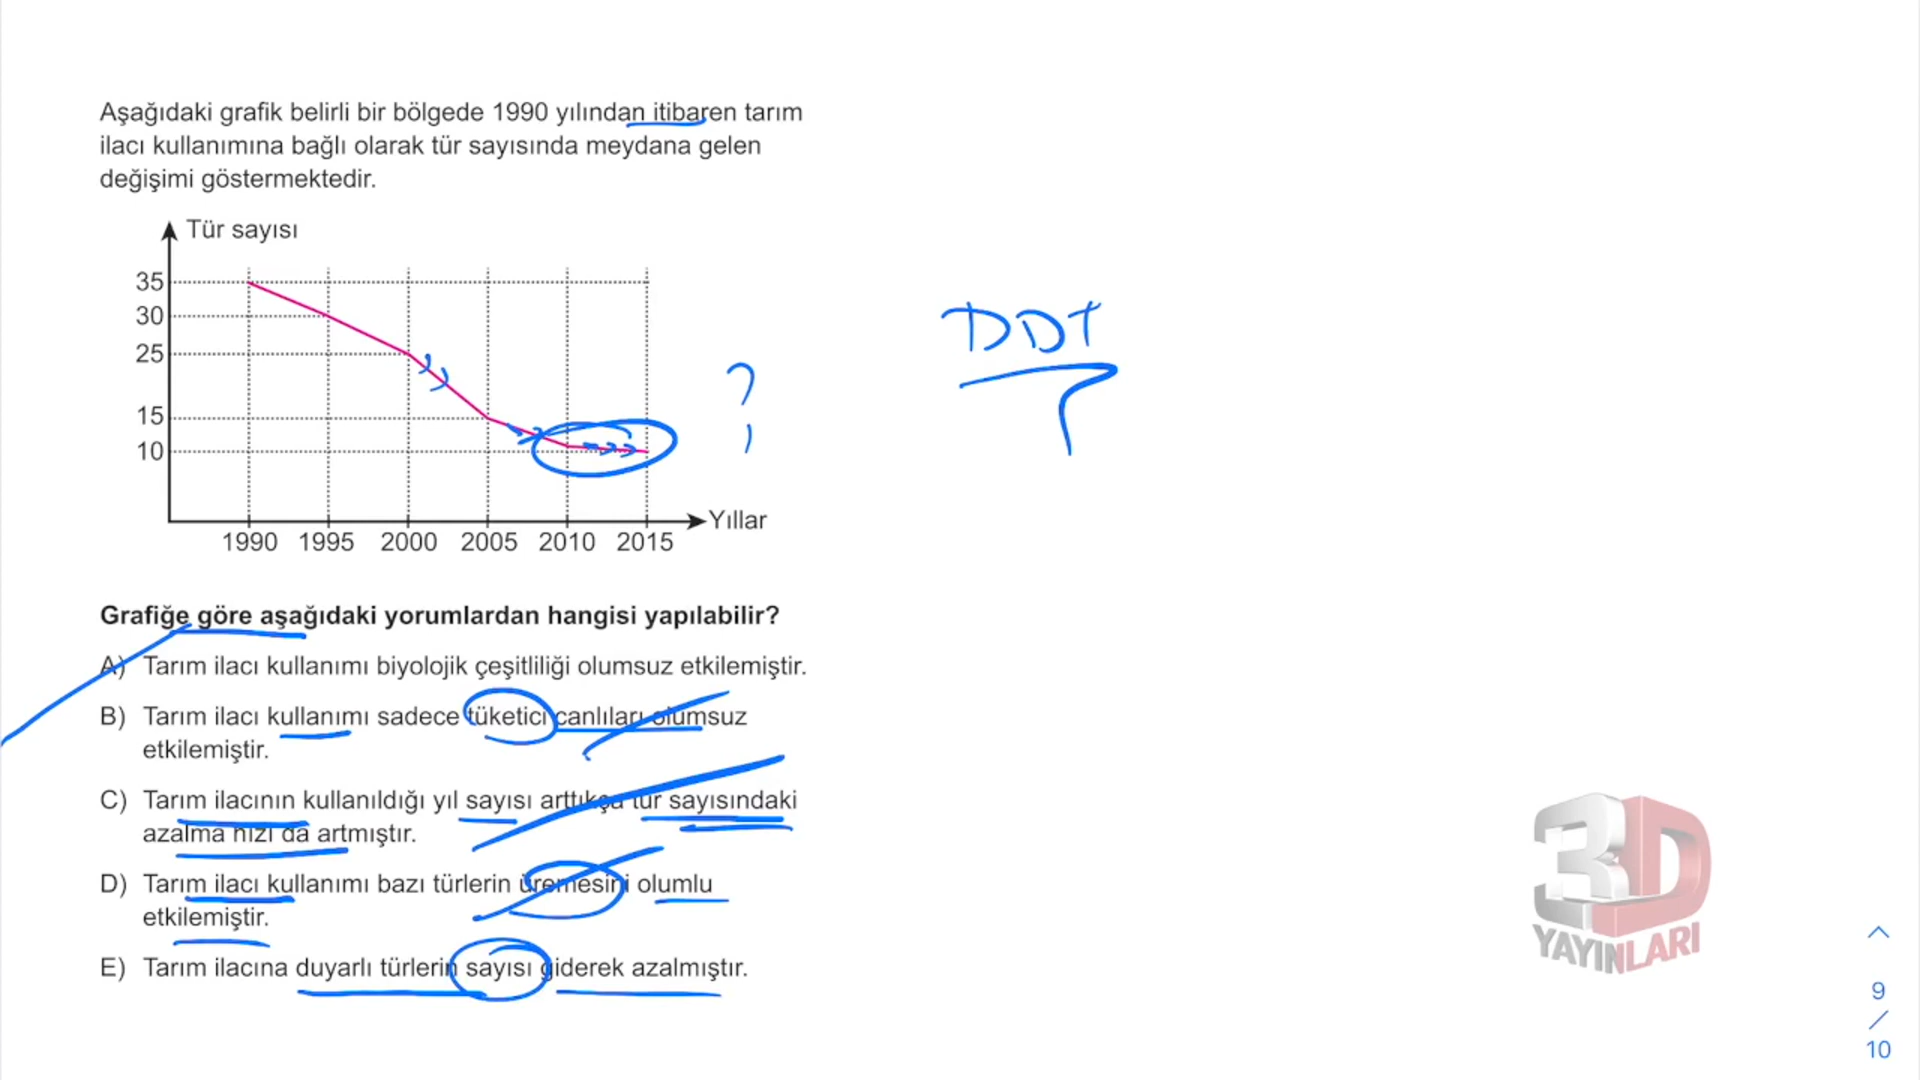 Aşağıdaki grafik belirli bir bölgede 1990 yılından itibaren tarım
ilacı kullanımına bağlı olarak tür sayısında meydana gelen
değişimi göstermektedir.
Tür sayısı
35
30
25
15
10
Yıllar
1990 1995 2000 2005 2010 2015
?
DDT
Grafiğe göre aşağıdaki yorumlardan hangisi yapılabilir?
A) Tarım ilacı kullanımı biyolojik çeşitliliği olumsuz etkilemiştir.
B) Tarım ilacı kullanımı sadece tüketici canlıları olumsuz
etkilemiştir.
C) Tarım ilacının kullanıldığı yıl sayısı arttıkça tür sayısındaki
azalma hızı da artmıştır.
D) Tarım ilacı kullanımı bazı türlerin üremesini olumlu
etkilemiştir.
E) Tarım ilacına duyarlı türlerin sayısı giderek azalmıştır.
3D
YAYINLARI
9
/
10